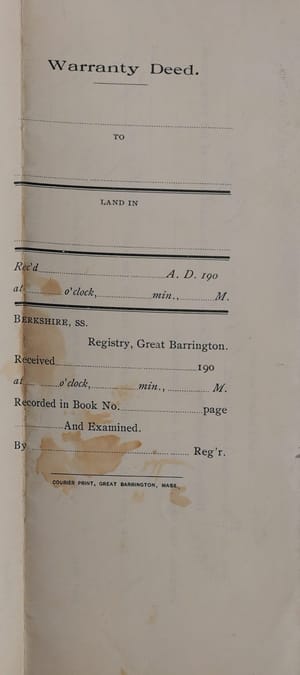 Warranty Deed.
TO
LAND IN
Rec'd A. D. 190
at o'clock, min., M.
BERKSHIRE, SS.
Registry, Great Barrington.
Received 190
at o'clock, min., M.
Recorded in Book No. page
And Examined.
By Reg'r.
COURIER PRINT, GREAT BARRINGTON, MASS.